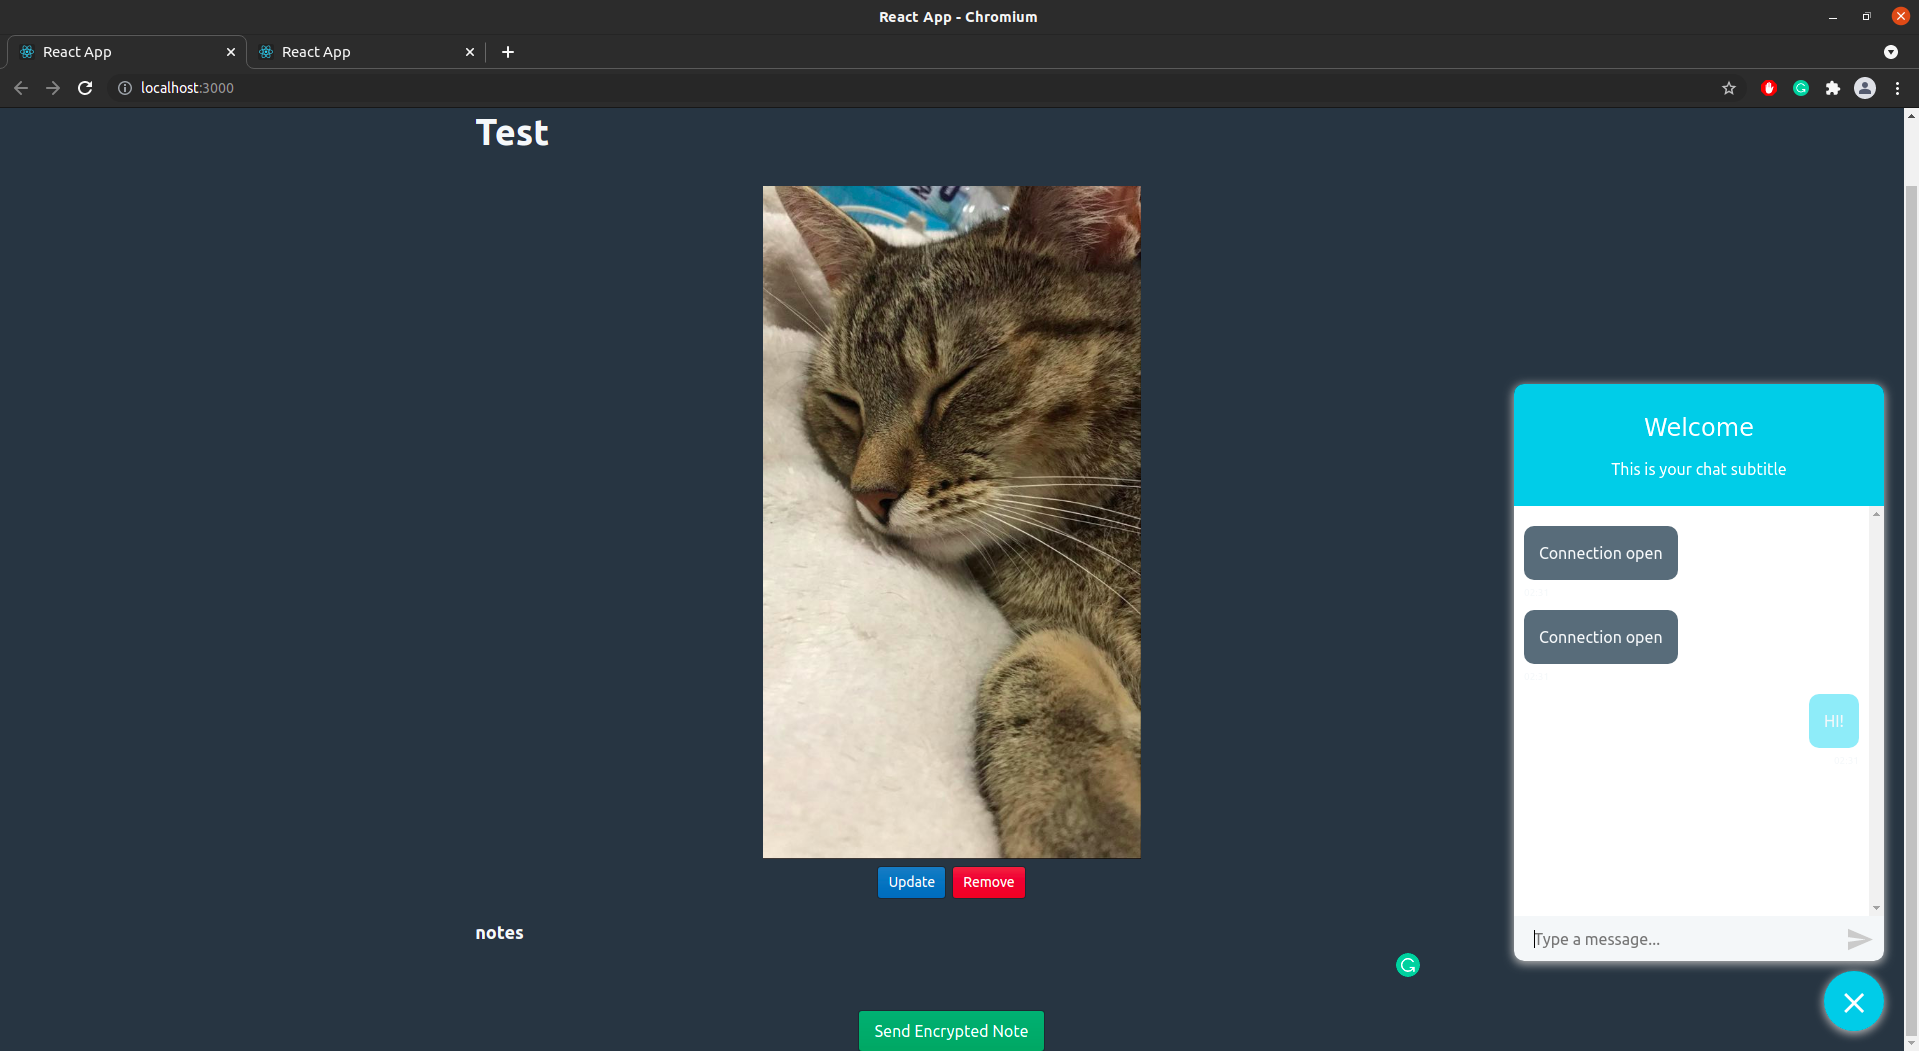 React App - Chromium
React App
React App
localhost:3000
Test
Update
Remove
notes
Send Encrypted Note
Welcome
This is your chat subtitle
Connection open
Connection open
HI!
Type a message...